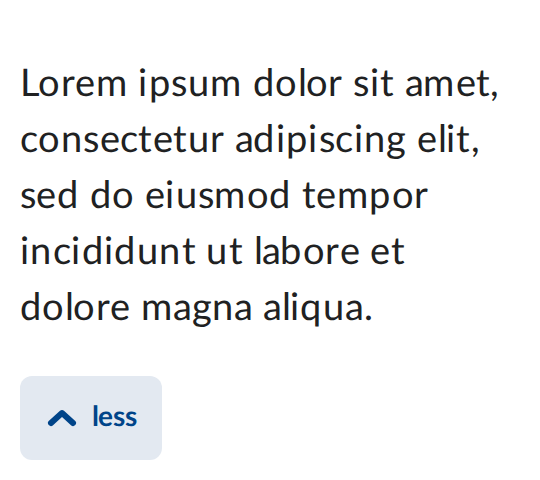 Lorem ipsum dolor sit amet,
consectetur adipiscing elit,
sed do eiusmod tempor
incididunt ut labore et
dolore magna aliqua.
less